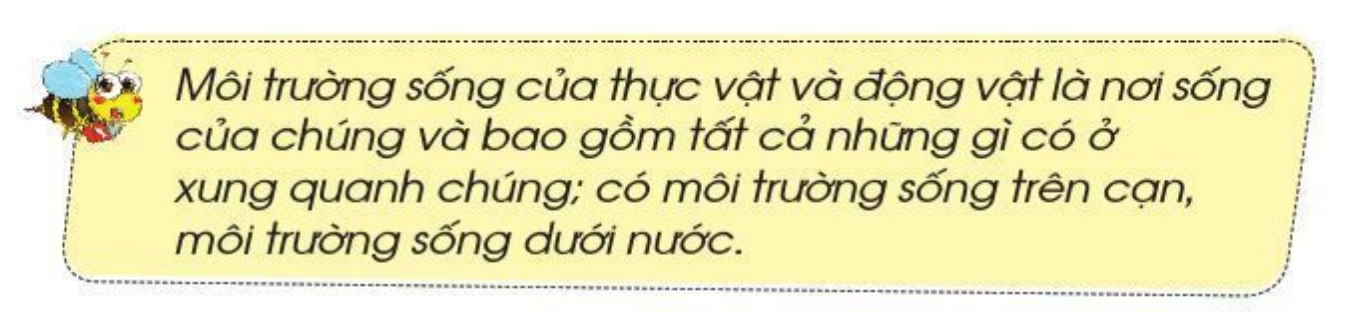 Môi trường sống của thực vật và động vật là nơi sống
của chúng và bao gồm tất cả những gì có ở
xung quanh chúng; có môi trường sống trên cạn,
môi trường sống dưới nước.